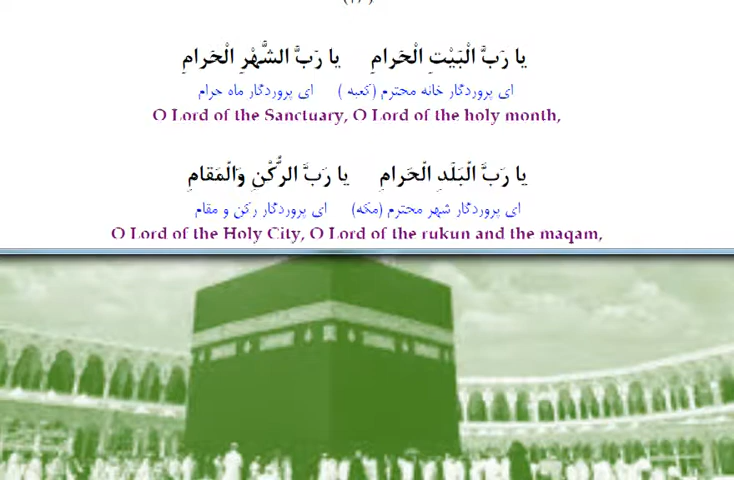 يا رَبَّ الْبَيْتِ الْحَرامِ يا رَبَّ الشَّهْرِ الْحَرامِ
ای پروردگار خانه محترم (کعبه ) ای پروردگار ماه حرام
O Lord of the Sanctuary, O Lord of the holy month,
يا رَبَّ الْبَلَدِ الْحَرامِ يا رَبَّ الرُّكْنِ وَالْمَقامِ
ای پروردگار شهر محترم (مکه) ای پروردگار رکن و مقام
O Lord of the Holy City, O Lord of the rukun and the maqam,